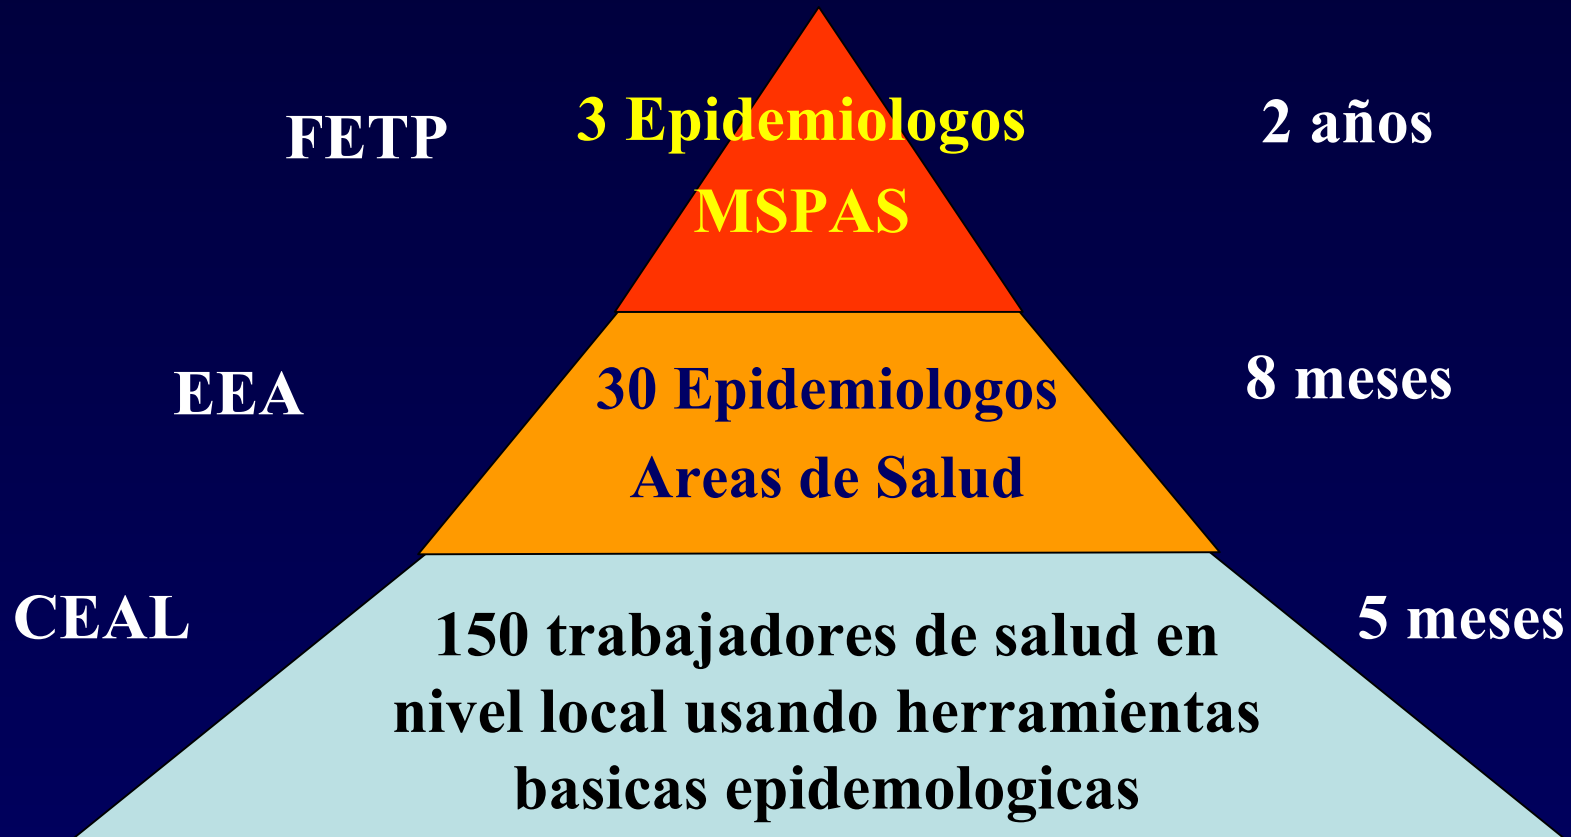 FETP
3 Epidemiologos
MSPAS
2 años
EEA
30 Epidemiologos
Areas de Salud
8 meses
CEAL
150 trabajadores de salud en
nivel local usando herramientas
basicas epidemologicas
5 meses